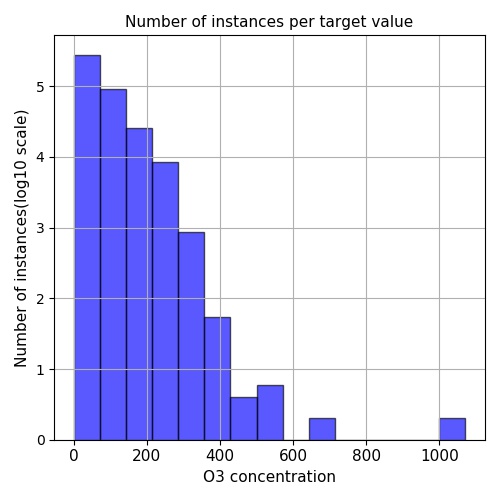 Number of instances per target value
Number of instances(log10 scale)
5
4
3
2
1
0
0 200 400 600 800 1000
O3 concentration